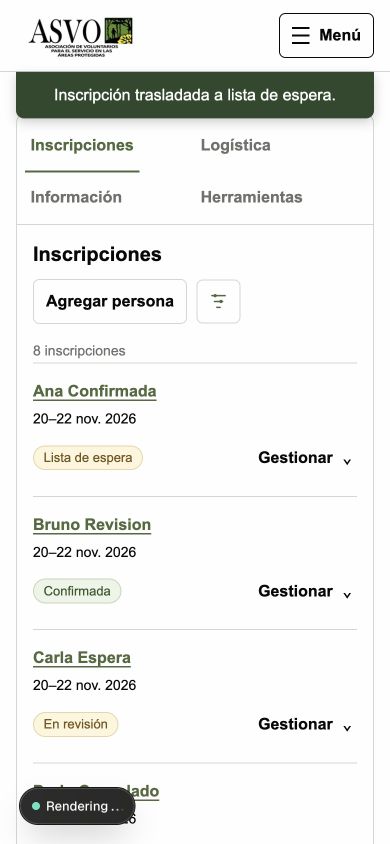 ASVO
ASOCIACIÓN DE VOLUNTARIOS
PARA EL SERVICIO EN LAS
ÁREAS PROTEGIDAS
Menú
Inscripción trasladada a lista de espera.
Inscripciones
Logística
Información
Herramientas
Inscripciones
Agregar persona
8 inscripciones
Ana Confirmada
20–22 nov. 2026
Lista de espera
Gestionar
Bruno Revision
20–22 nov. 2026
Confirmada
Gestionar
Carla Espera
20–22 nov. 2026
En revisión
Gestionar
Rendering ...